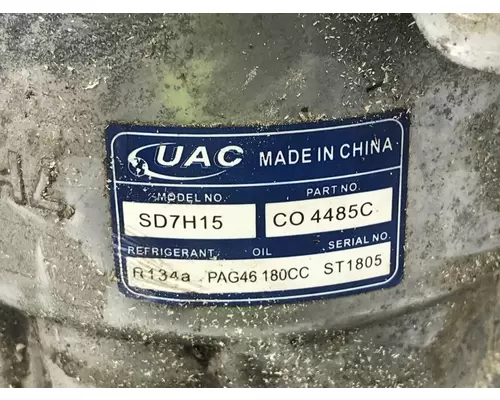 UAC MADE IN CHINA
MODEL NO. PART NO.
SD7H15 CO 4485C
REFRIGERANT OIL SERIAL NO.
R134a PAG46 180CC ST1805